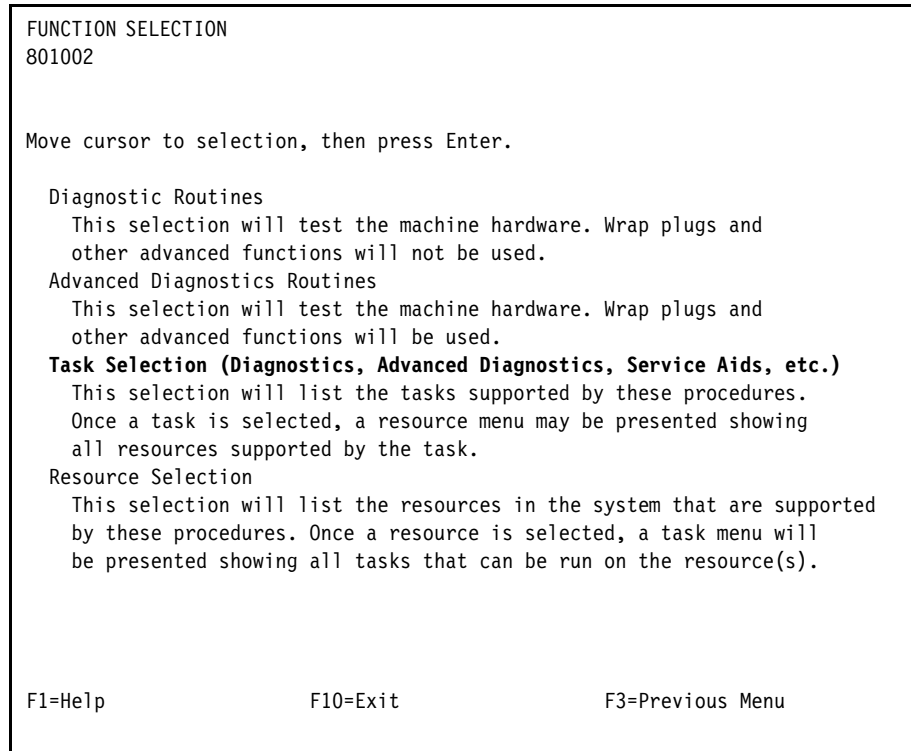 FUNCTION SELECTION
801002
Move cursor to selection, then press Enter.
Diagnostic Routines
This selection will test the machine hardware. Wrap plugs and
other advanced functions will not be used.
Advanced Diagnostics Routines
This selection will test the machine hardware. Wrap plugs and
other advanced functions will be used.
Task Selection (Diagnostics, Advanced Diagnostics, Service Aids, etc.)
This selection will list the tasks supported by these procedures.
Once a task is selected, a resource menu may be presented showing
all resources supported by the task.
Resource Selection
This selection will list the resources in the system that are supported
by these procedures. Once a resource is selected, a task menu will
be presented showing all tasks that can be run on the resource(s).
F1=Help F10=Exit F3=Previous Menu